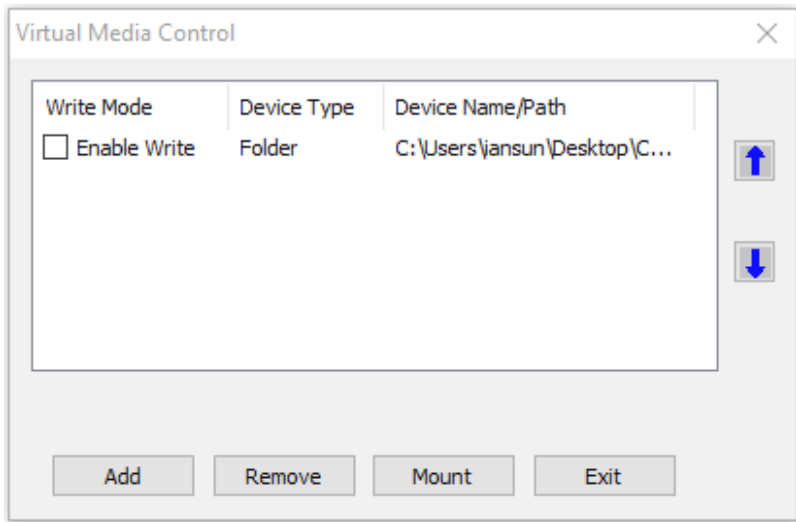 Virtual Media Control
Write Mode Device Type Device Name/Path
Enable Write Folder C:\Users\iansun\Desktop\C...
Add Remove Mount Exit